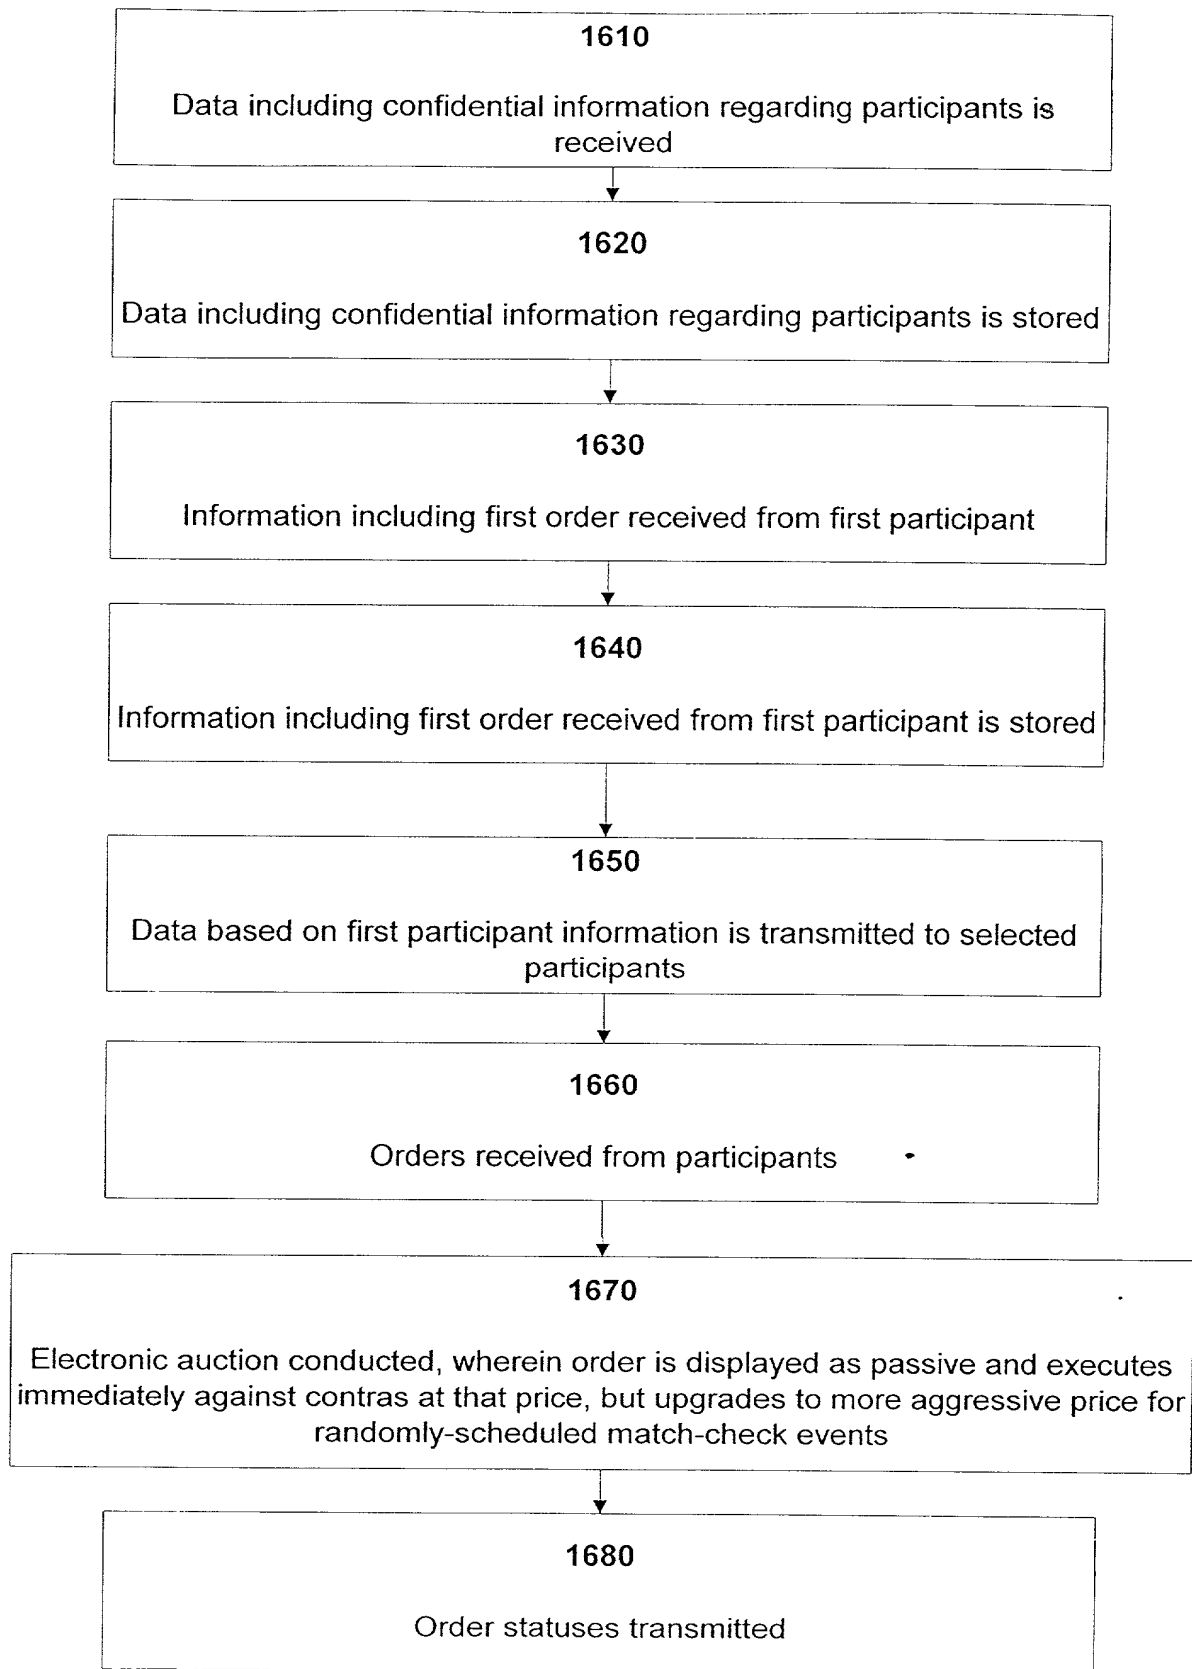 1610
Data including confidential information regarding participants is
received
1620
Data including confidential information regarding participants is stored
1630
Information including first order received from first participant
1640
Information including first order received from first participant is stored
1650
Data based on first participant information is transmitted to selected
participants
1660
Orders received from participants
1670
Electronic auction conducted, wherein order is displayed as passive and executes
immediately against contras at that price, but upgrades to more aggressive price for
randomly-scheduled match-check events
1680
Order statuses transmitted